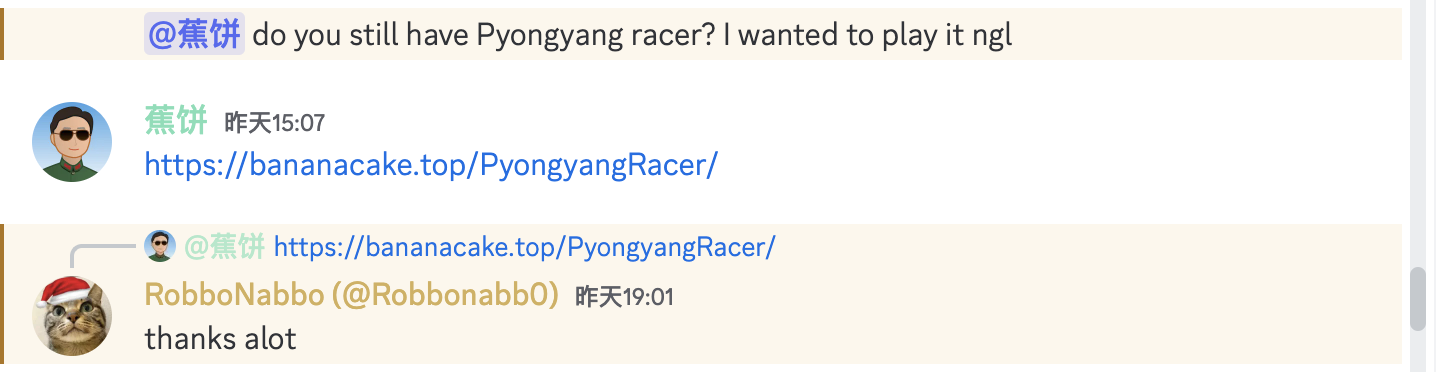 @蕉饼 do you still have Pyongyang racer? I wanted to play it ngl
蕉饼 昨天15:07
https://bananacake.top/PyongyangRacer/
@蕉饼 https://bananacake.top/PyongyangRacer/
RobboNabbo (@Robbonabb0) 昨天19:01
thanks alot